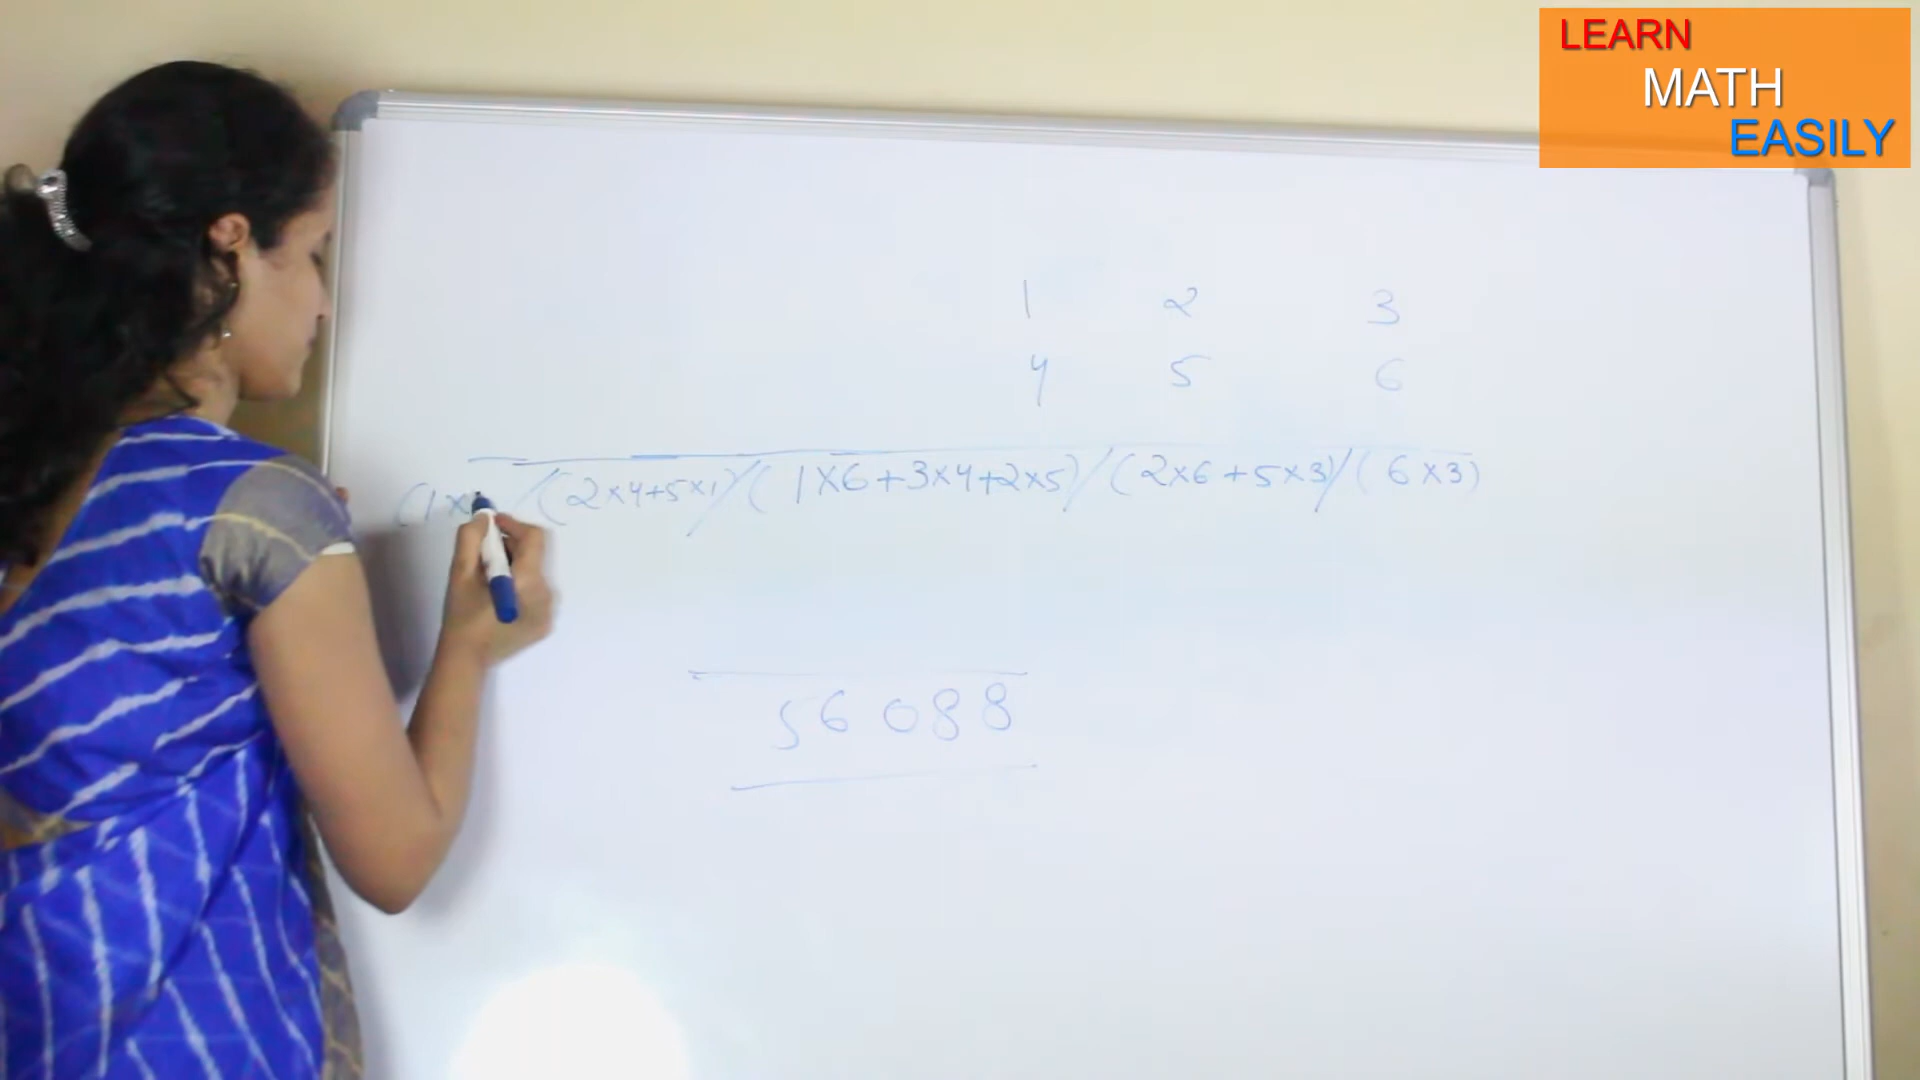 LEARN
MATH
EASILY
1 2 3
4 5 6
(1× / (2×4+5×1) / (1×6+3×4+2×5) / (2×6+5×3) / (6×3)
56088